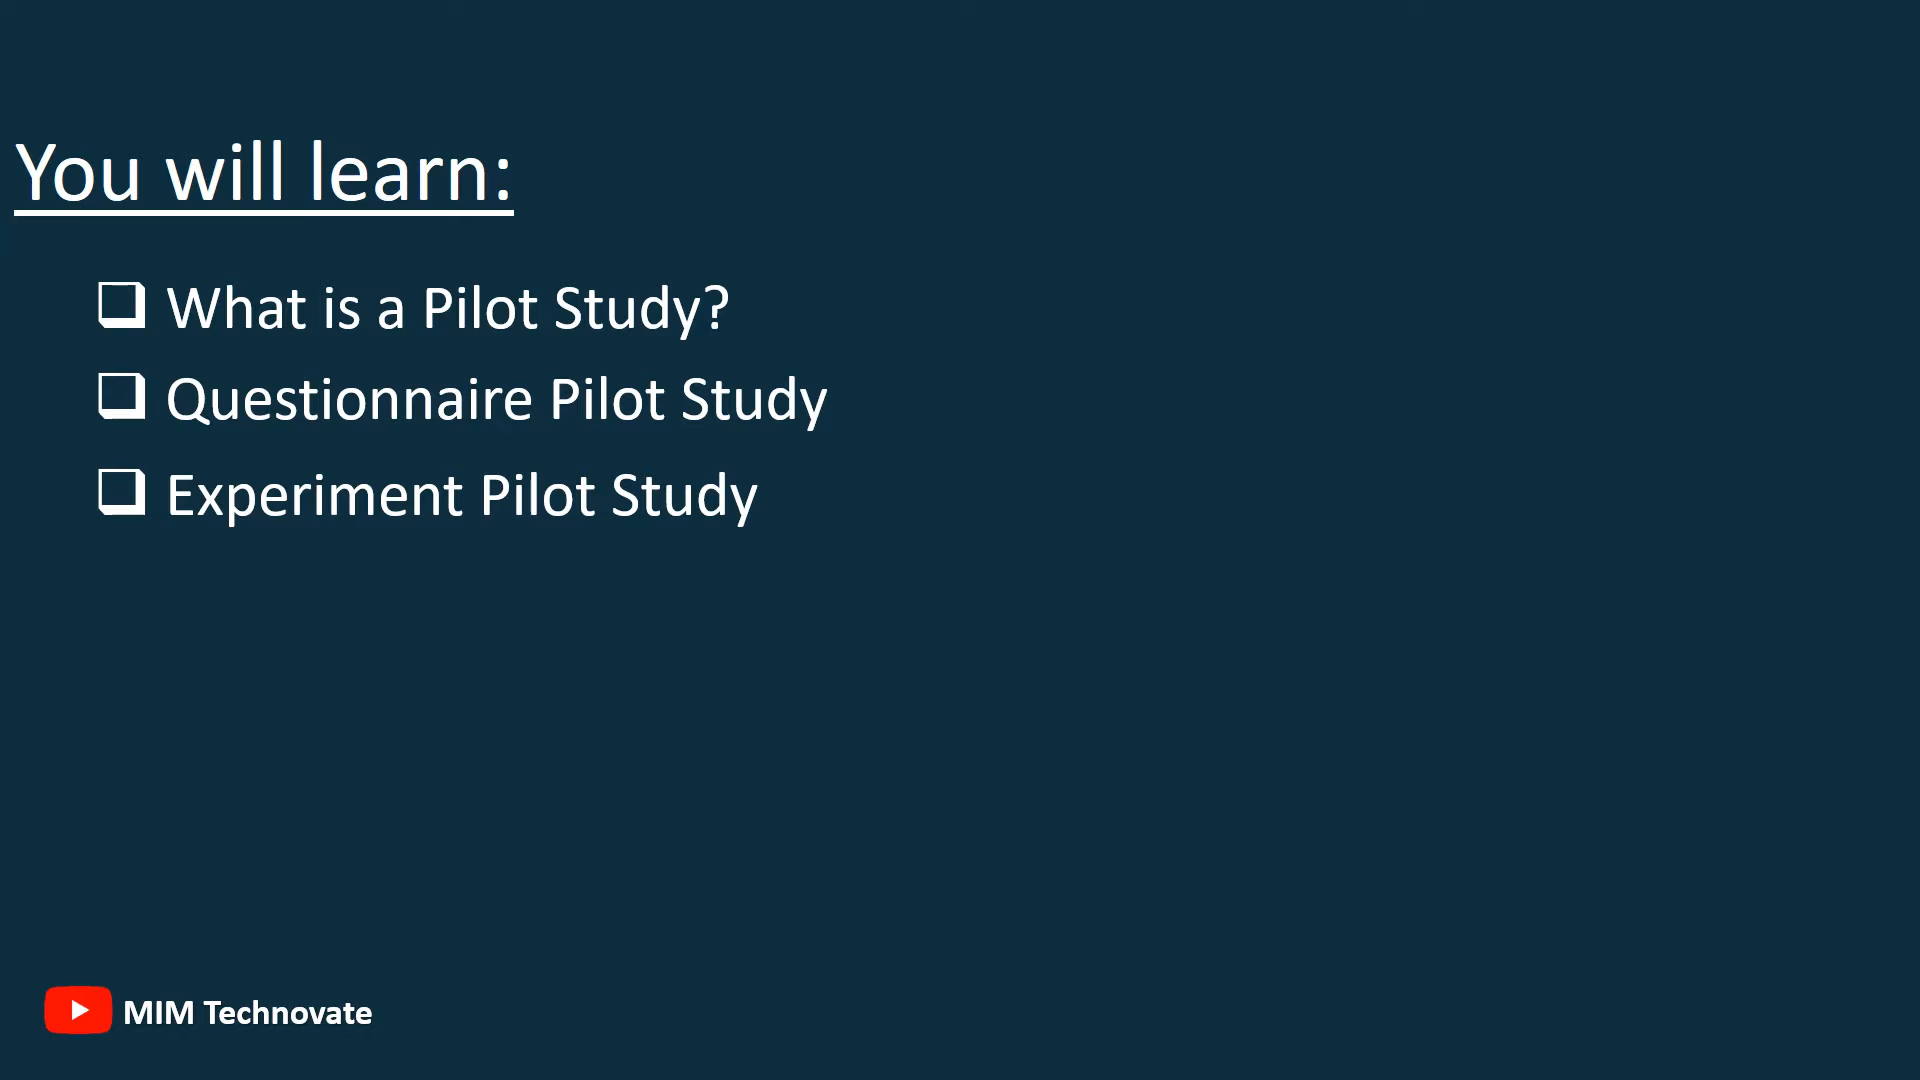 You will learn:
❑ What is a Pilot Study?
❑ Questionnaire Pilot Study
❑ Experiment Pilot Study
MIM Technovate